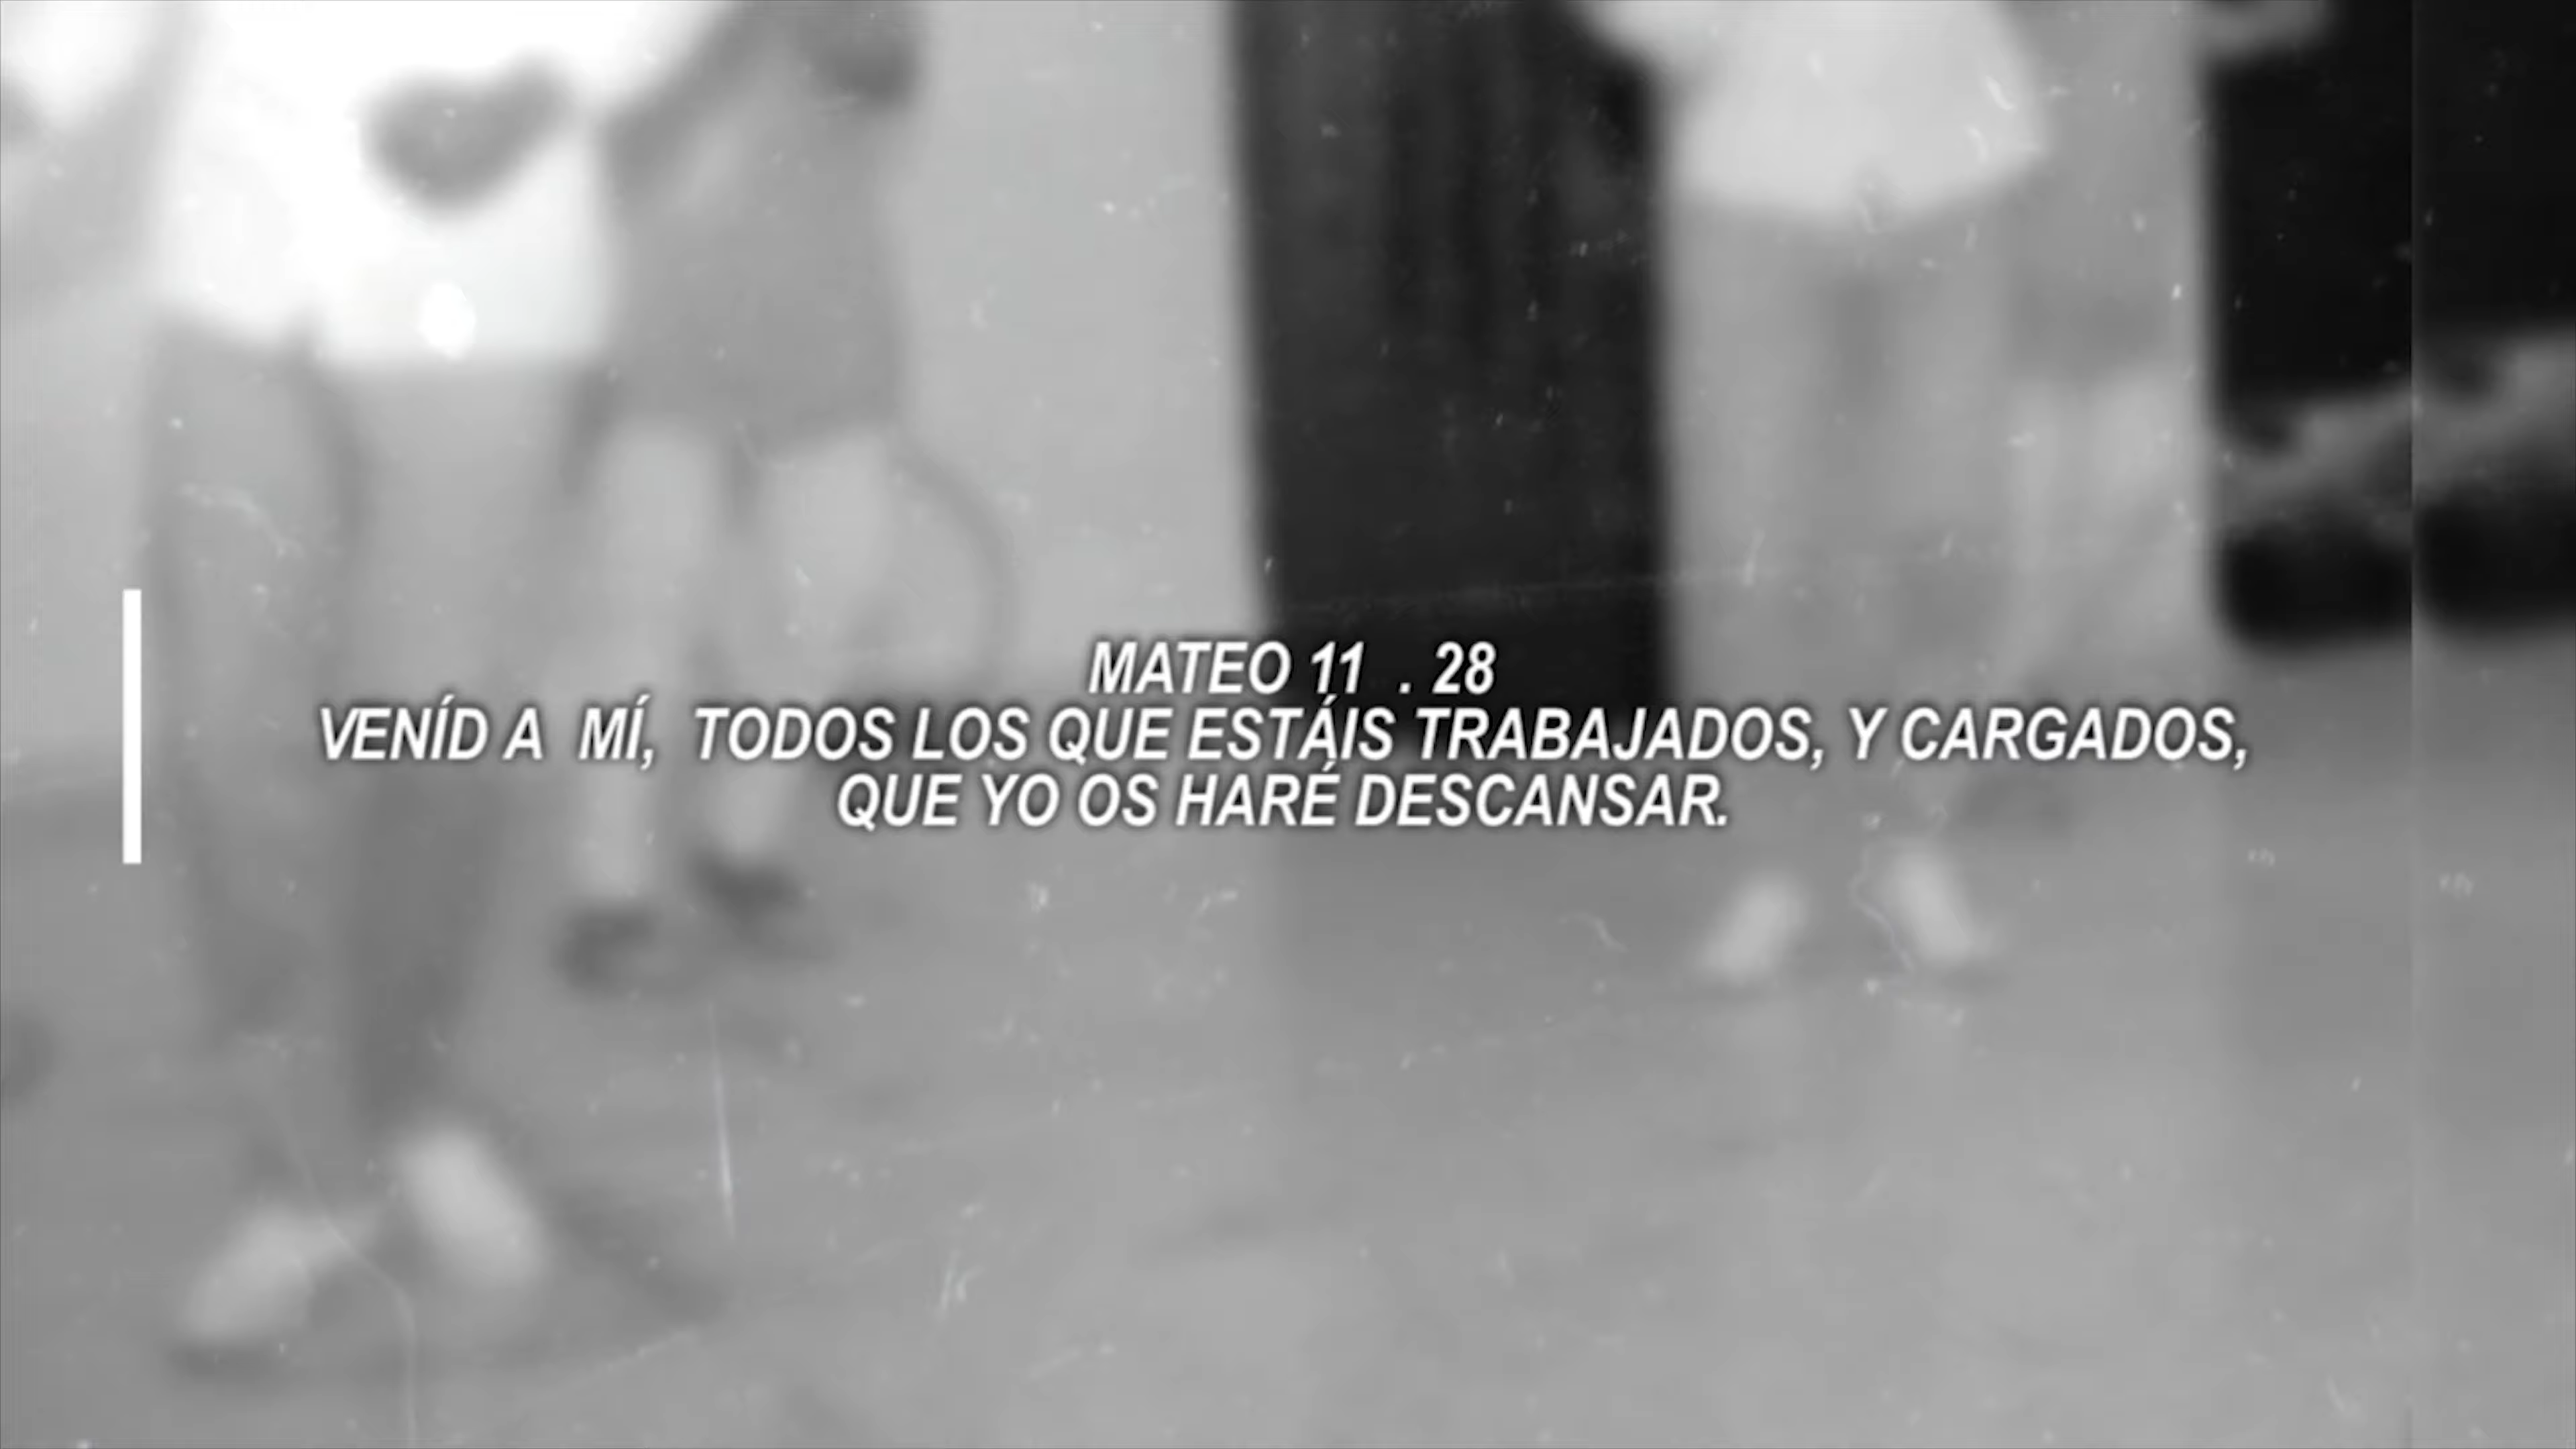 MATEO 11 . 28
VENÍD A MÍ, TODOS LOS QUE ESTÁIS TRABAJADOS, Y CARGADOS,
QUE YO OS HARÉ DESCANSAR.